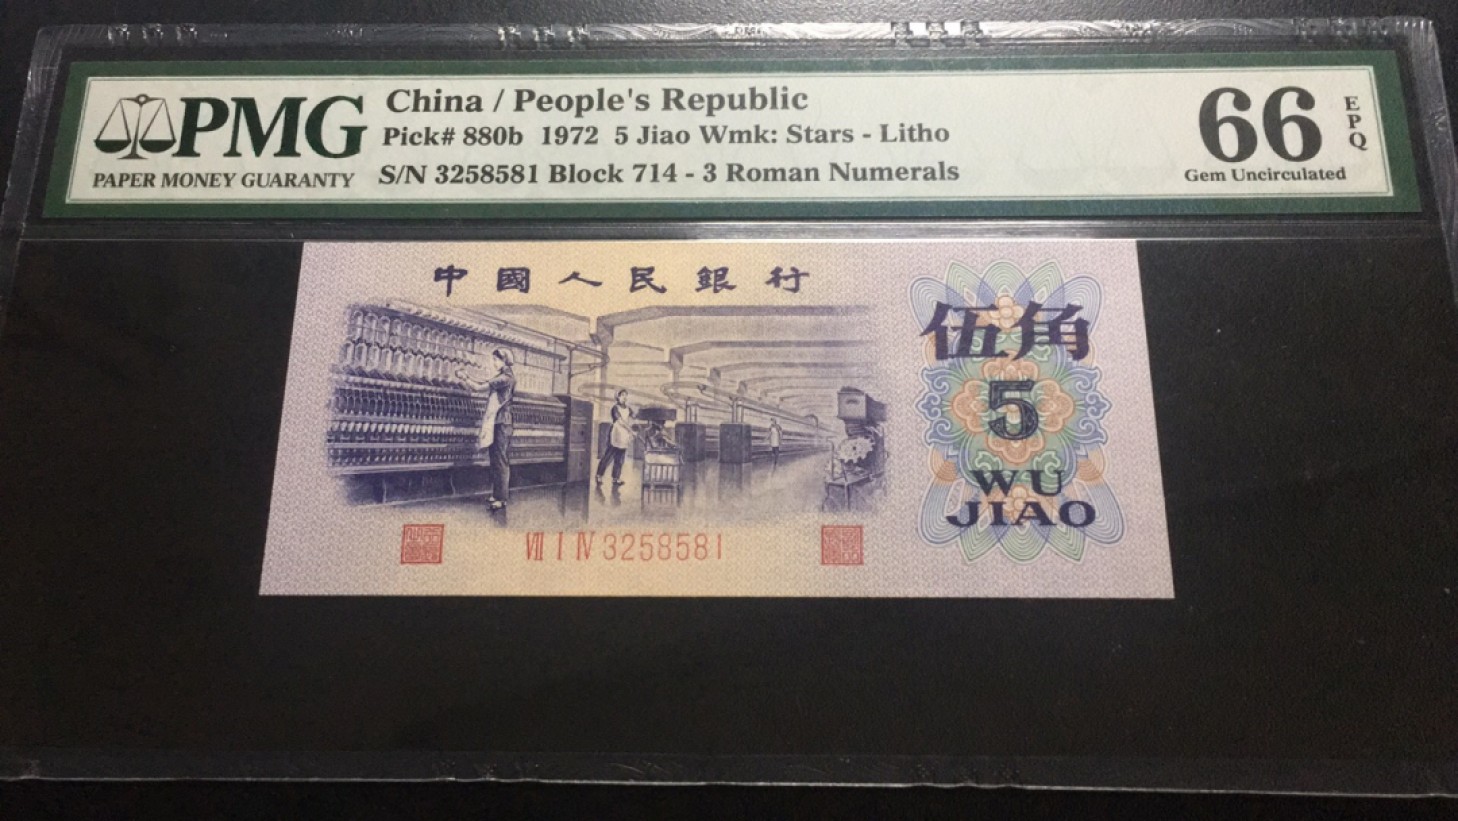 PMG
PAPER MONEY GUARANTY
China / People's Republic
Pick# 880b 1972 5 Jiao Wmk: Stars - Litho
S/N 3258581 Block 714 - 3 Roman Numerals
66
EPQ
Gem Uncirculated
中國人民銀行
伍角
5
WU
JIAO
VII I IV 3258581